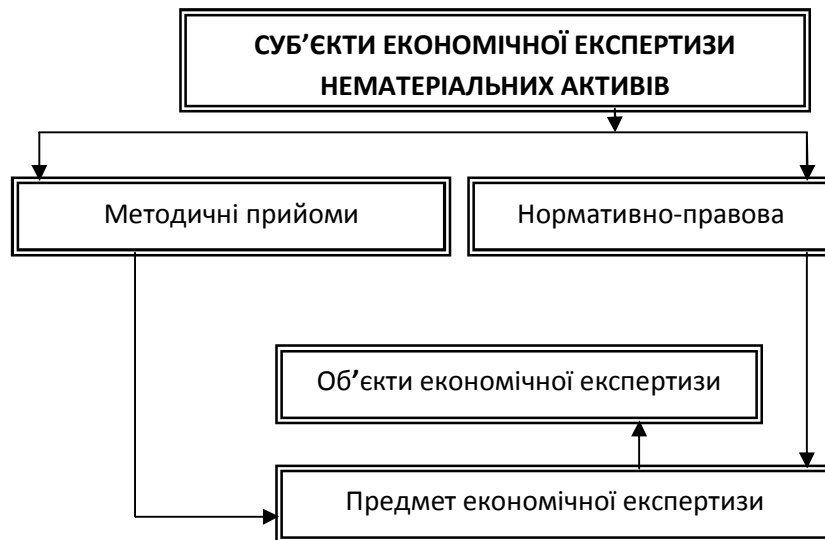 СУБ’ЄКТИ ЕКОНОМІЧНОЇ ЕКСПЕРТИЗИ
НЕМАТЕРІАЛЬНИХ АКТИВІВ
Методичні прийоми
Нормативно-правова
Об’єкти економічної експертизи
Предмет економічної експертизи